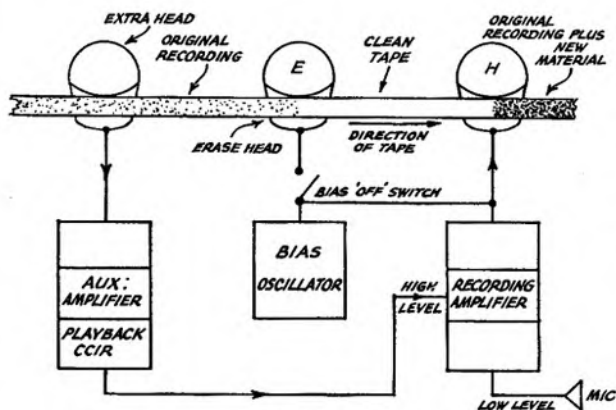 EXTRA HEAD
ORIGINAL
RECORDING
E
CLEAN
TAPE
H
ORIGINAL
RECORDING PLUS
NEW
MATERIAL
ERASE HEAD
DIRECTION
OF TAPE
BIAS 'OFF' SWITCH
AUX:
AMPLIFIER
PLAYBACK
CCIR
BIAS
OSCILLATOR
HIGH
LEVEL
RECORDING
AMPLIFIER
LOW LEVEL
MIC